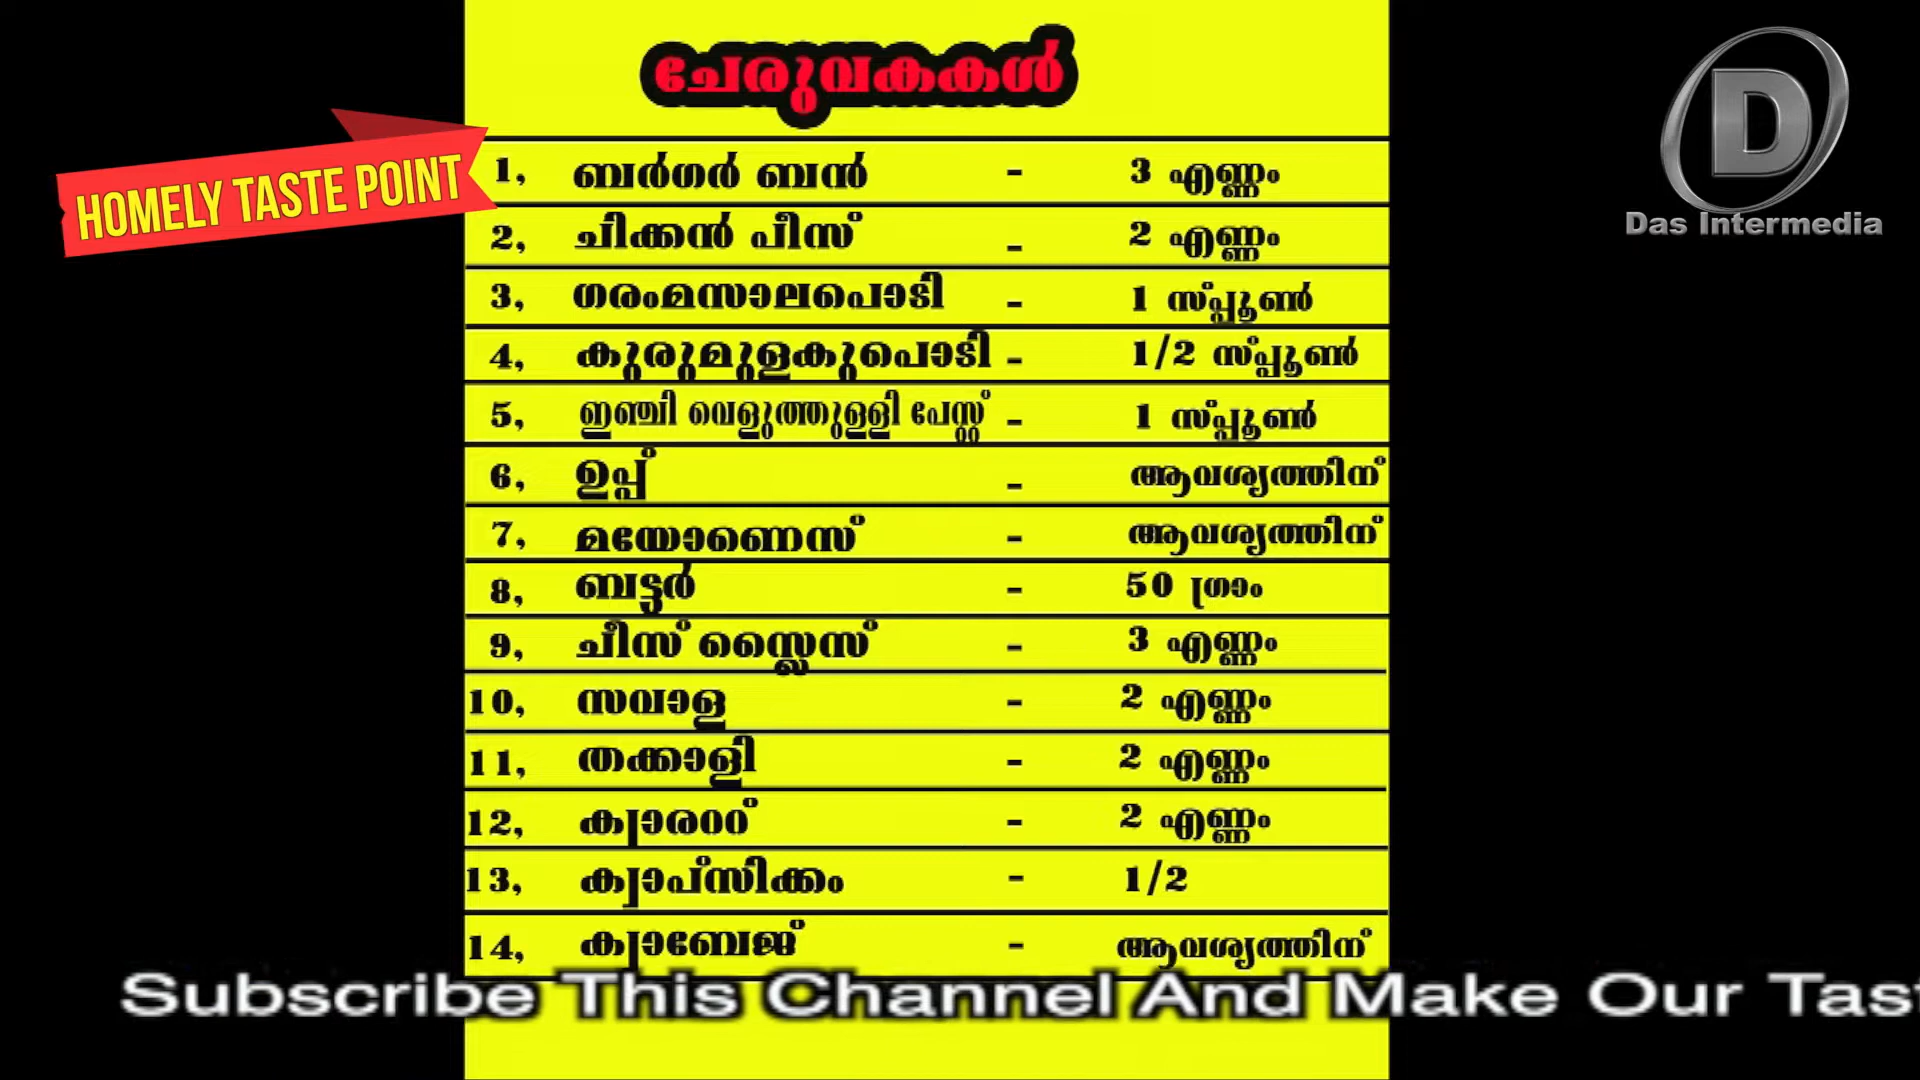 ചേരുവകകൾ
HOMELY TASTE POINT
D
Das Intermedia
1, ബർഗർ ബൻ - 3 എണ്ണം
2, ചിക്കൻ പീസ് - 2 എണ്ണം
3, ഗരംമസാലപൊടി - 1 സ്പൂൺ
4, കുരുമുളകുപൊടി - 1/2 സ്പൂൺ
5, ഇഞ്ചി വെളുത്തുള്ളി പേസ്റ്റ് - 1 സ്പൂൺ
6, ഉപ്പ് - ആവശ്യത്തിന്
7, മയോണെസ് - ആവശ്യത്തിന്
8, ബട്ടർ - 50 ഗ്രാം
9, ചീസ് സ്ലൈസ് - 3 എണ്ണം
10, സവാള - 2 എണ്ണം
11, തക്കാളി - 2 എണ്ണം
12, ക്യാരറ്റ് - 2 എണ്ണം
13, ക്യാപ്സിക്കം - 1/2
14, ക്യാബേജ് - ആവശ്യത്തിന്
Subscribe This Channel And Make Our Tast